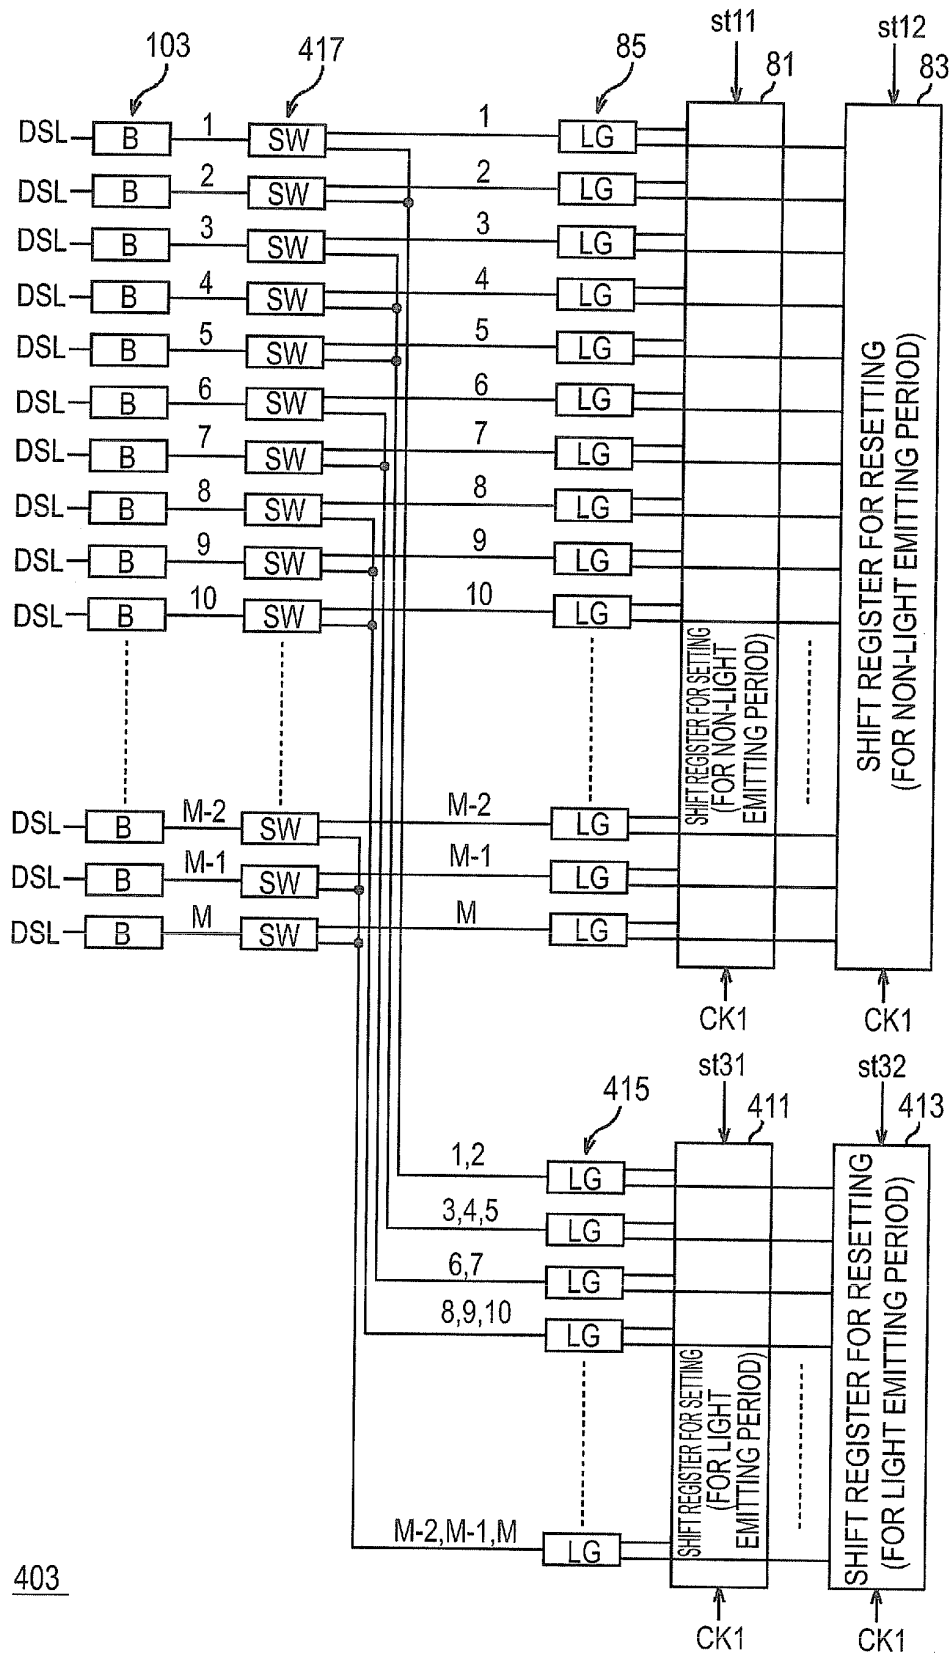 st11
st12
103
417
85
81
83
DSL B 1 SW 1 LG
DSL B 2 SW 2 LG
DSL B 3 SW 3 LG
DSL B 4 SW 4 LG
DSL B 5 SW 5 LG
DSL B 6 SW 6 LG
DSL B 7 SW 7 LG
DSL B 8 SW 8 LG
DSL B 9 SW 9 LG
DSL B 10 SW 10 LG
SHIFT REGISTER FOR SETTING
(FOR NON-LIGHT
EMITTING PERIOD)
SHIFT REGISTER FOR RESETTING
(FOR NON-LIGHT EMITTING PERIOD)
DSL B M-2 SW M-2 LG
DSL B M-1 SW M-1 LG
DSL B M SW M LG
CK1
CK1
st31
st32
415
411
413
1,2 LG
3,4,5 LG
6,7 LG
8,9,10 LG
SHIFT REGISTER FOR SETTING
(FOR LIGHT
EMITTING PERIOD)
SHIFT REGISTER FOR RESETTING
(FOR LIGHT EMITTING PERIOD)
M-2,M-1,M LG
403
CK1
CK1